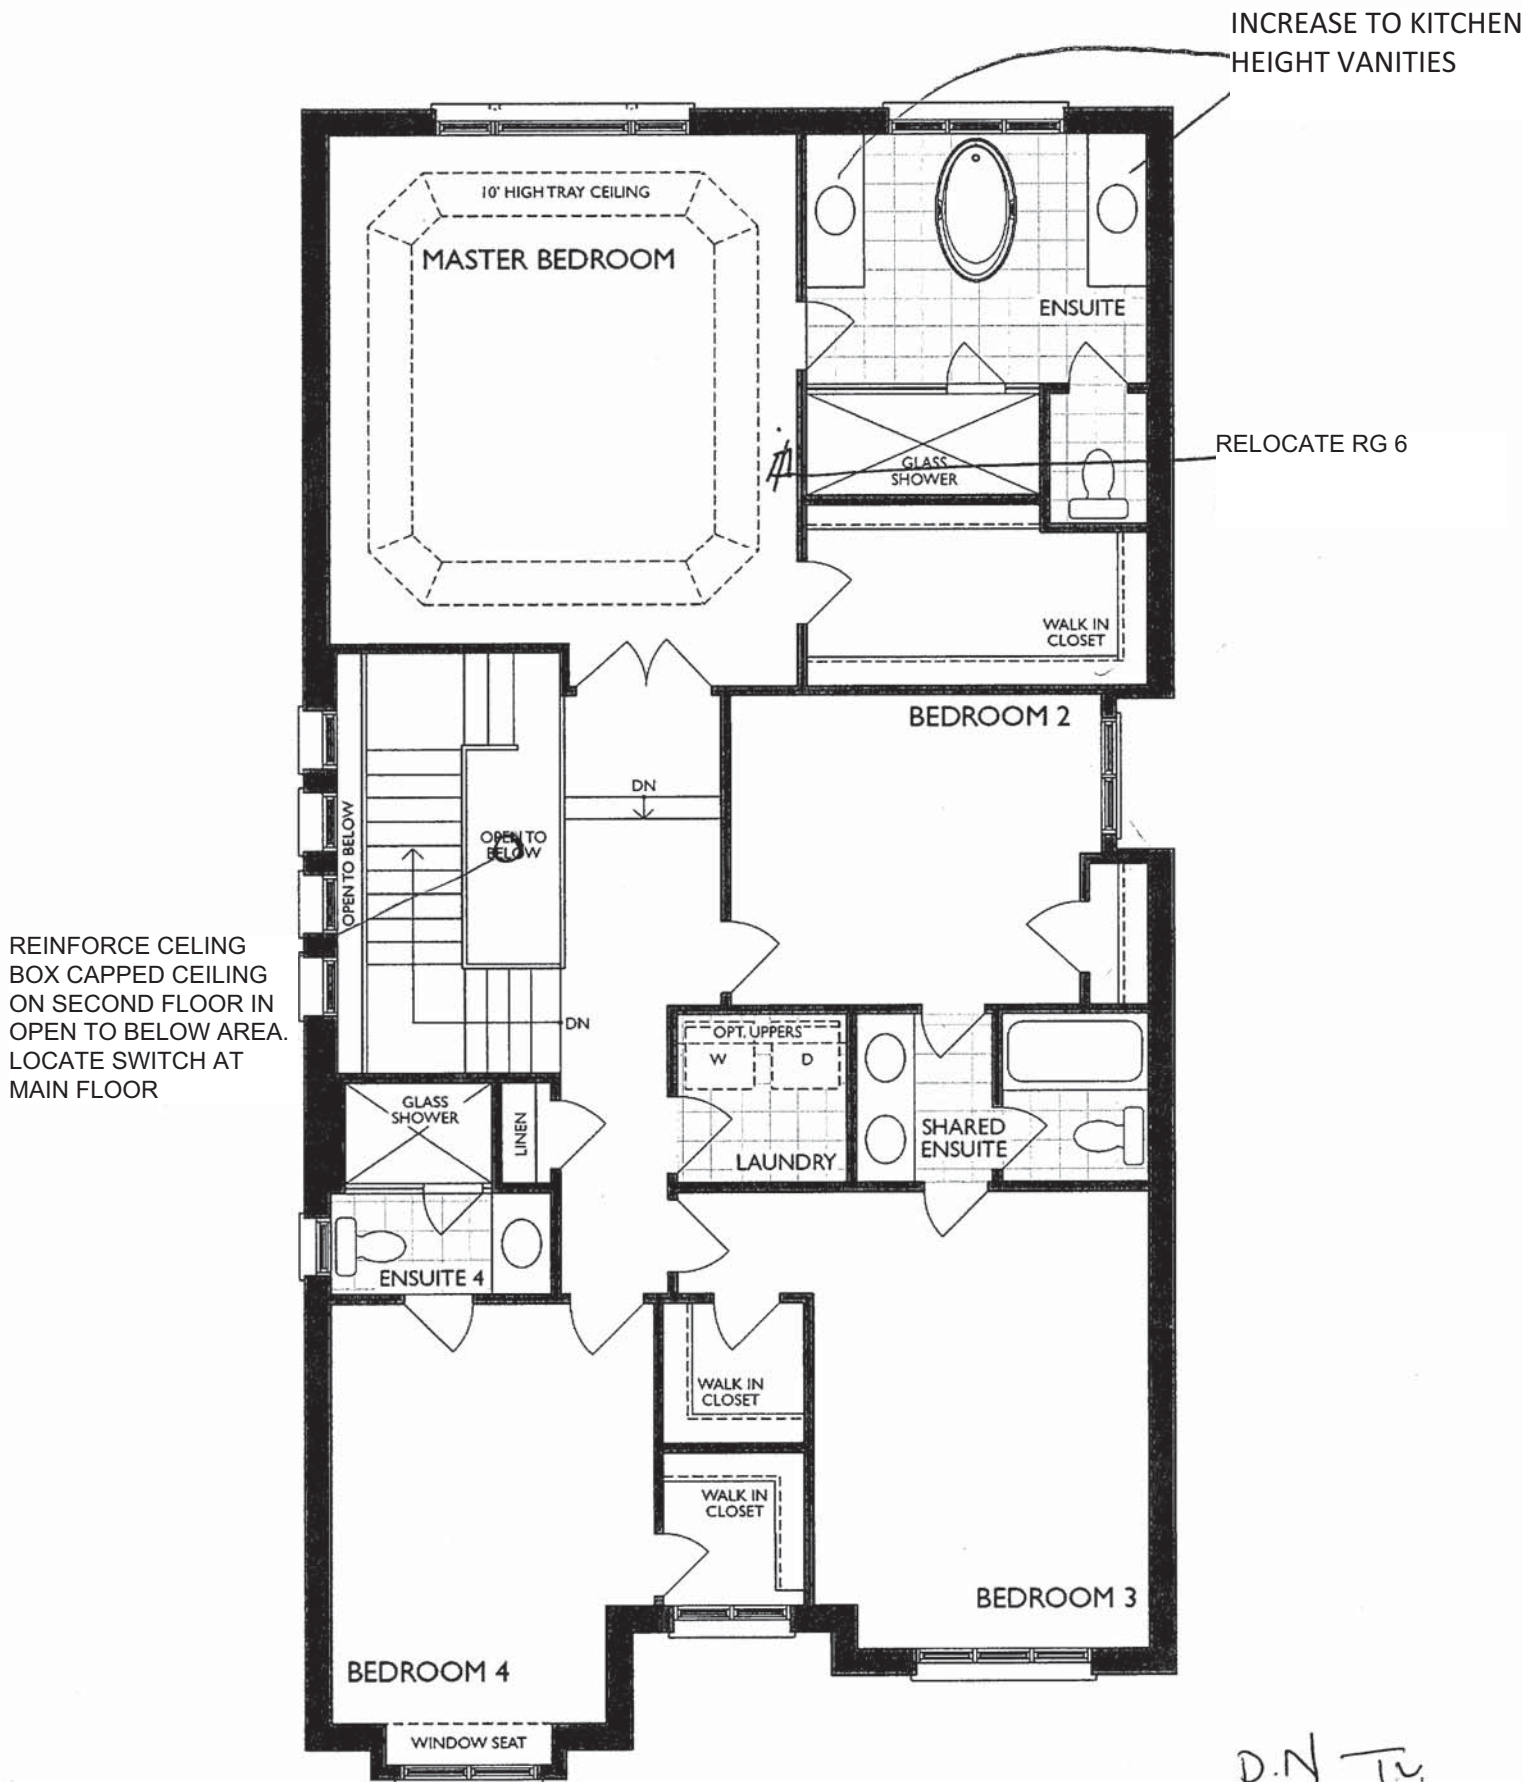 INCREASE TO KITCHEN
HEIGHT VANITIES
10' HIGH TRAY CEILING
MASTER BEDROOM
ENSUITE
RELOCATE RG 6
GLASS
SHOWER
WALK IN
CLOSET
BEDROOM 2
DN
OPEN TO BELOW
OPEN TO
BELOW
REINFORCE CELING
BOX CAPPED CEILING
ON SECOND FLOOR IN
OPEN TO BELOW AREA.
LOCATE SWITCH AT
MAIN FLOOR
DN
OPT. UPPERS
W D
LAUNDRY
SHARED
ENSUITE
GLASS
SHOWER
LINEN
ENSUITE 4
WALK IN
CLOSET
WALK IN
CLOSET
BEDROOM 3
BEDROOM 4
WINDOW SEAT
D.N